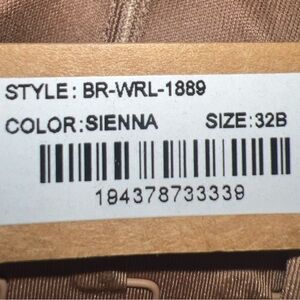 STYLE: BR-WRL-1889
COLOR:SIENNA SIZE:32B
194378733339